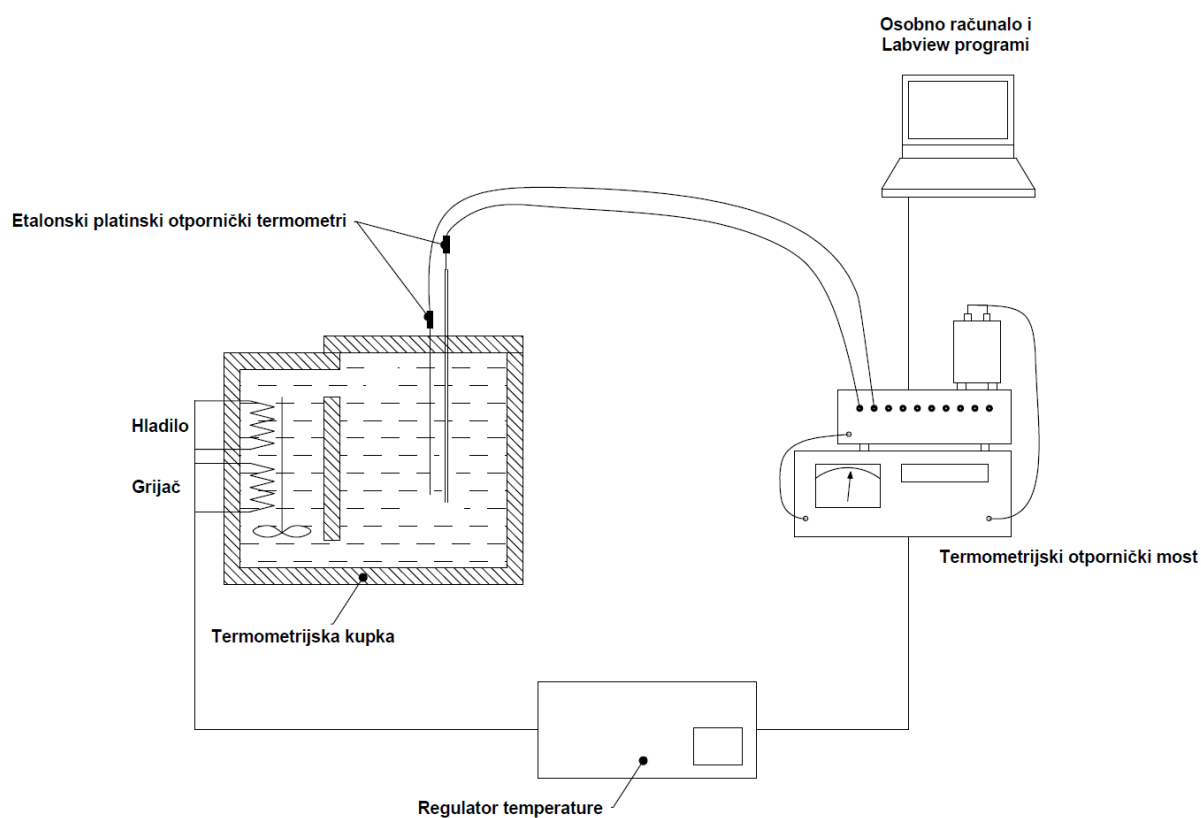 Osobno računalo i
Labview programi
Etalonski platinski otpornički termometri
Hladilo
Grijač
Termometrijski otpornički most
Termometrijska kupka
Regulator temperature